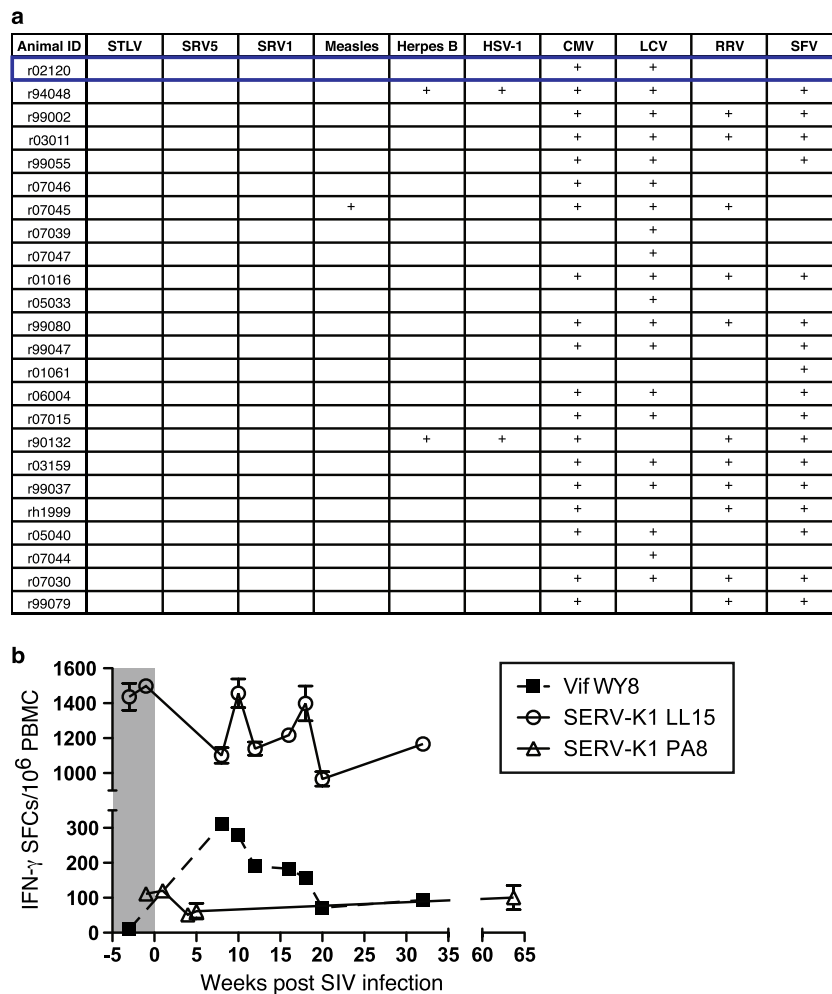 a
Animal ID STLV SRV5 SRV1 Measles Herpes B HSV-1 CMV LCV RRV SFV
r02120 + +
r94048 + + + + +
r99002 + + + +
r03011 + + + +
r99055 + + +
r07046 + +
r07045 + + + +
r07039 +
r07047 +
r01016 + + + +
r05033 +
r99080 + + + +
r99047 + + +
r01061 +
r06004 + + +
r07015 + + +
r90132 + + + + +
r03159 + + + +
r99037 + + + +
rh1999 + + +
r05040 + + +
r07044 +
r07030 + + + +
r99079 + + +
b
1600
1400
1200
1000
300
200
100
0
IFN-γ SFCs/10⁶ PBMC
-5 0 5 10 15 20 25 30 35 60 65
Weeks post SIV infection
Vif WY8
SERV-K1 LL15
SERV-K1 PA8